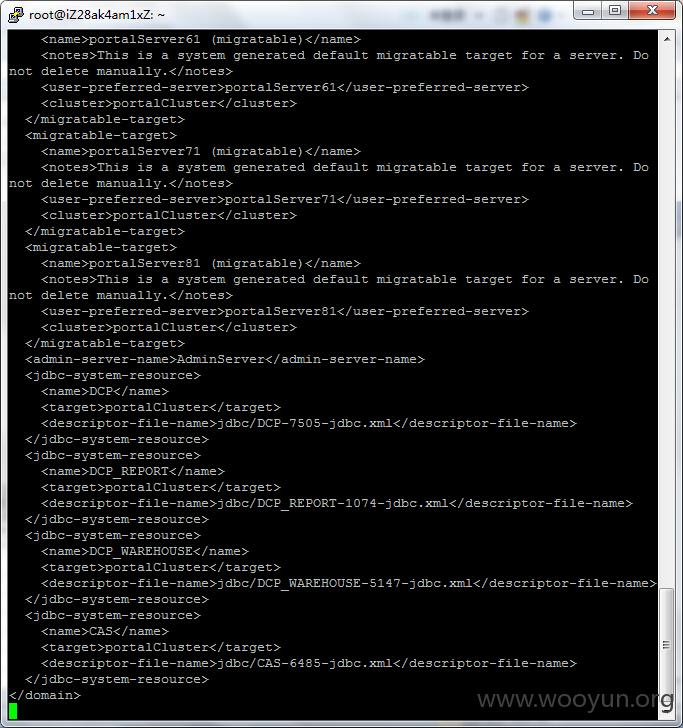 root@iZ28ak4am1xZ: ~
<name>portalServer61 (migratable)</name>
<notes>This is a system generated default migratable target for a server. Do
not delete manually.</notes>
<user-preferred-server>portalServer61</user-preferred-server>
<cluster>portalCluster</cluster>
</migratable-target>
<migratable-target>
<name>portalServer71 (migratable)</name>
<notes>This is a system generated default migratable target for a server. Do
not delete manually.</notes>
<user-preferred-server>portalServer71</user-preferred-server>
<cluster>portalCluster</cluster>
</migratable-target>
<migratable-target>
<name>portalServer81 (migratable)</name>
<notes>This is a system generated default migratable target for a server. Do
not delete manually.</notes>
<user-preferred-server>portalServer81</user-preferred-server>
<cluster>portalCluster</cluster>
</migratable-target>
<admin-server-name>AdminServer</admin-server-name>
<jdbc-system-resource>
<name>DCP</name>
<target>portalCluster</target>
<descriptor-file-name>jdbc/DCP-7505-jdbc.xml</descriptor-file-name>
</jdbc-system-resource>
<jdbc-system-resource>
<name>DCP_REPORT</name>
<target>portalCluster</target>
<descriptor-file-name>jdbc/DCP_REPORT-1074-jdbc.xml</descriptor-file-name>
</jdbc-system-resource>
<jdbc-system-resource>
<name>DCP_WAREHOUSE</name>
<target>portalCluster</target>
<descriptor-file-name>jdbc/DCP_WAREHOUSE-5147-jdbc.xml</descriptor-file-name>
</jdbc-system-resource>
<jdbc-system-resource>
<name>CAS</name>
<target>portalCluster</target>
<descriptor-file-name>jdbc/CAS-6485-jdbc.xml</descriptor-file-name>
</jdbc-system-resource>
</domain>
www.wooyun.org